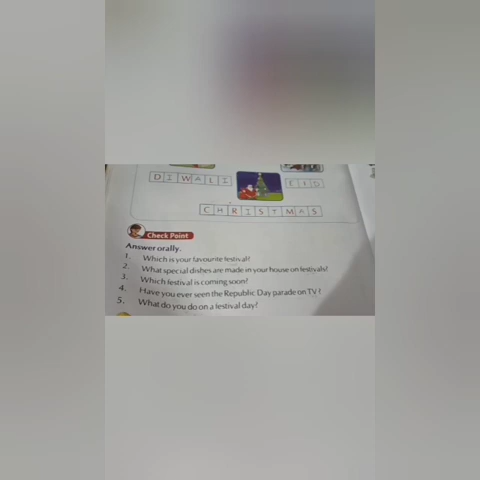 DIWALI
EID
CHRISTMAS
Check Point
Answer orally.
1. Which is your favourite festival?
2. What special dishes are made in your house on festivals?
3. Which festival is coming soon?
4. Have you ever seen the Republic Day parade on TV?
5. What do you do on a festival day?